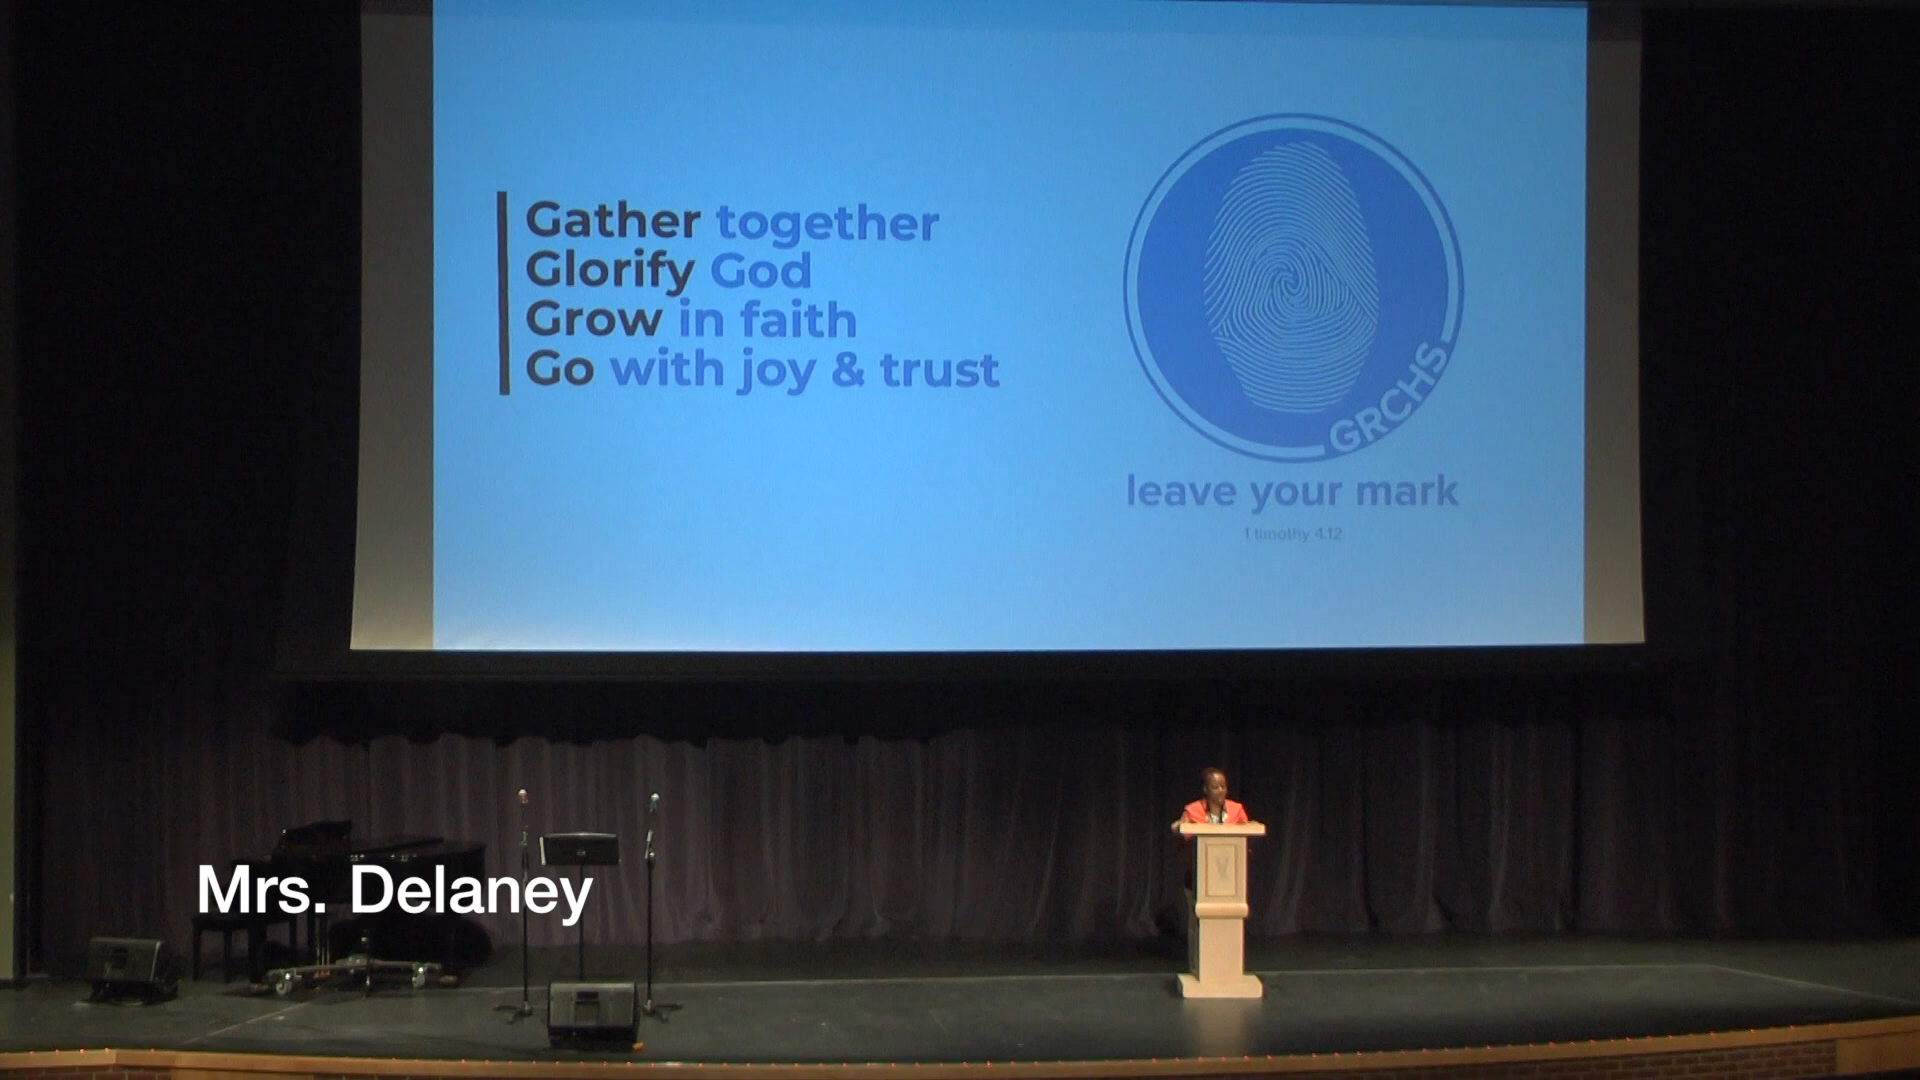 Gather together
Glorify God
Grow in faith
Go with joy & trust
GRCHS
leave your mark
1 timothy 4.12
Mrs. Delaney